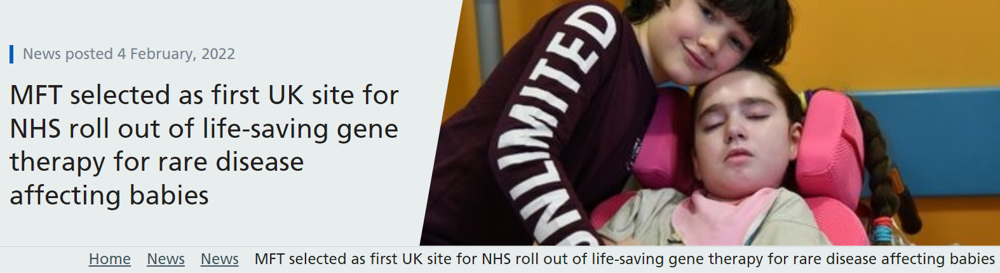 News posted 4 February, 2022
MFT selected as first UK site for
NHS roll out of life-saving gene
therapy for rare disease
affecting babies
UNLIMITED
Home News News MFT selected as first UK site for NHS roll out of life-saving gene therapy for rare disease affecting babies